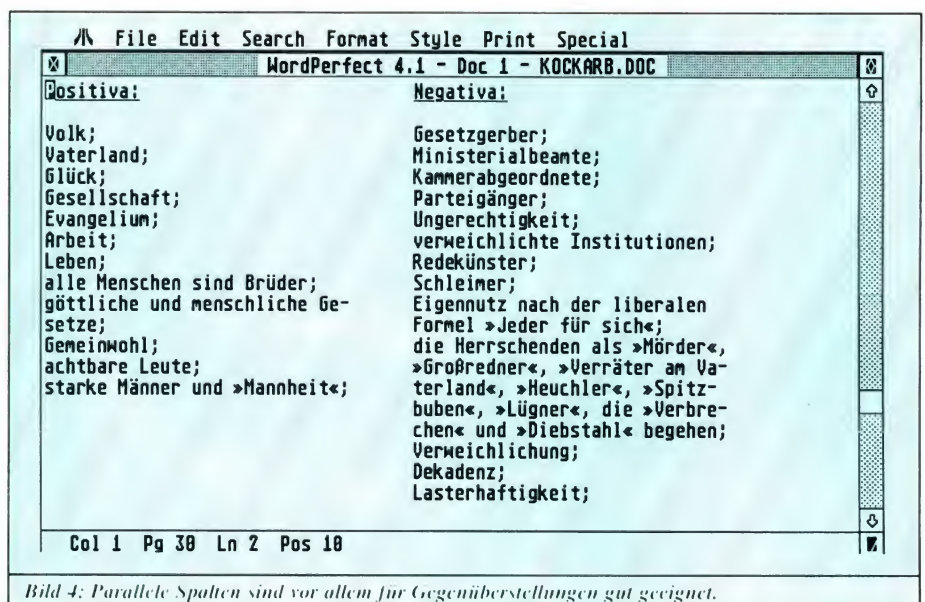 File Edit Search Format Style Print Special
WordPerfect 4.1 - Doc 1 - KOCKARB.DOC
Positiva:
Volk;
Vaterland;
Glück;
Gesellschaft;
Evangelium;
Arbeit;
Leben;
alle Menschen sind Brüder;
göttliche und menschliche Ge-
setze;
Gemeinwohl;
achtbare Leute;
starke Männer und »Mannheit«;
Negativa:
Gesetzgerber;
Ministerialbeamte;
Kammerabgeordnete;
Parteigänger;
Ungerechtigkeit;
verweichlichte Institutionen;
Redekünster;
Schleimer;
Eigennutz nach der liberalen
Formel »Jeder für sich«;
die Herrschenden als »Mörder«,
»Großredner«, »Verräter am Va-
terland«, »Heuchler«, »Spitz-
buben«, »Lügner«, die »Verbre-
chen« und »Diebstahl« begehen;
Verweichlichung;
Dekadenz;
Lasterhaftigkeit;
Col 1 Pg 30 Ln 2 Pos 10
Bild 4: Parallele Spalten sind vor allem für Gegenüberstellungen gut geeignet.